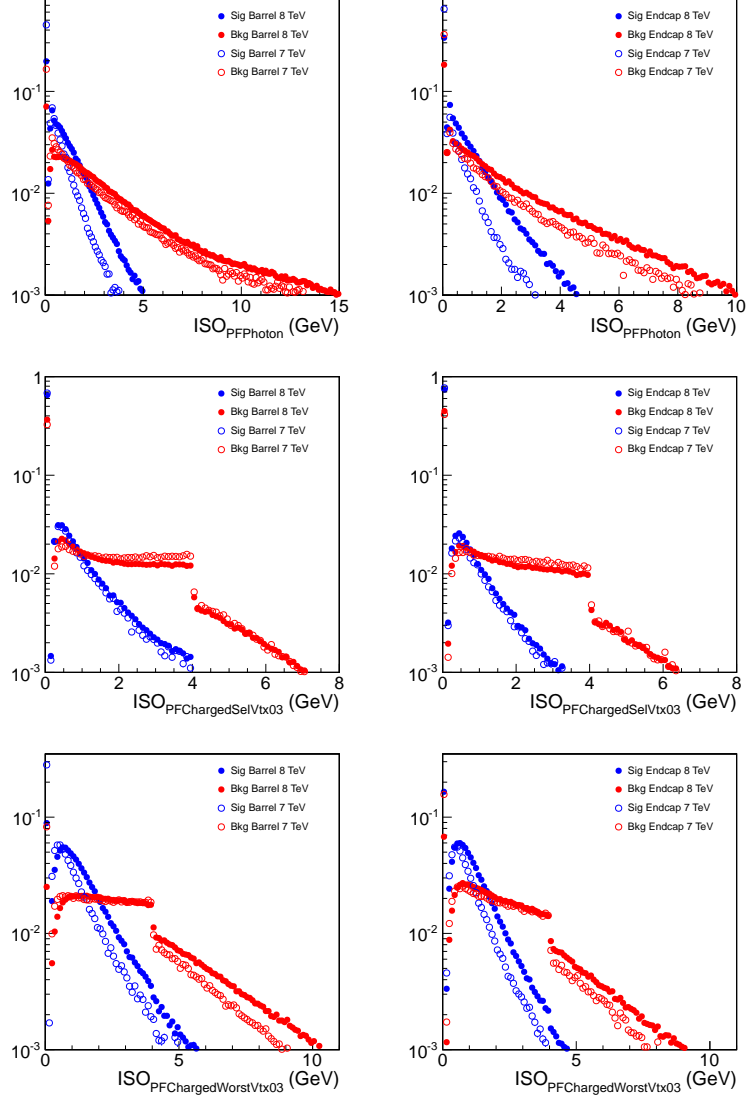 Sig Barrel 8 TeV
Bkg Barrel 8 TeV
Sig Barrel 7 TeV
Bkg Barrel 7 TeV
10^-1
10^-2
10^-3
0 5 10 15
ISO_PFPhoton (GeV)
Sig Endcap 8 TeV
Bkg Endcap 8 TeV
Sig Endcap 7 TeV
Bkg Endcap 7 TeV
10^-1
10^-2
10^-3
0 2 4 6 8 10
ISO_PFPhoton (GeV)
1
Sig Barrel 8 TeV
Bkg Barrel 8 TeV
Sig Barrel 7 TeV
Bkg Barrel 7 TeV
10^-1
10^-2
10^-3
0 2 4 6 8
ISO_PFChargedSelVtx03 (GeV)
1
Sig Endcap 8 TeV
Bkg Endcap 8 TeV
Sig Endcap 7 TeV
Bkg Endcap 7 TeV
10^-1
10^-2
10^-3
0 2 4 6 8
ISO_PFChargedSelVtx03 (GeV)
Sig Barrel 8 TeV
Bkg Barrel 8 TeV
Sig Barrel 7 TeV
Bkg Barrel 7 TeV
10^-1
10^-2
10^-3
0 5 10
ISO_PFChargedWorstVtx03 (GeV)
Sig Endcap 8 TeV
Bkg Endcap 8 TeV
Sig Endcap 7 TeV
Bkg Endcap 7 TeV
10^-1
10^-2
10^-3
0 5 10
ISO_PFChargedWorstVtx03 (GeV)